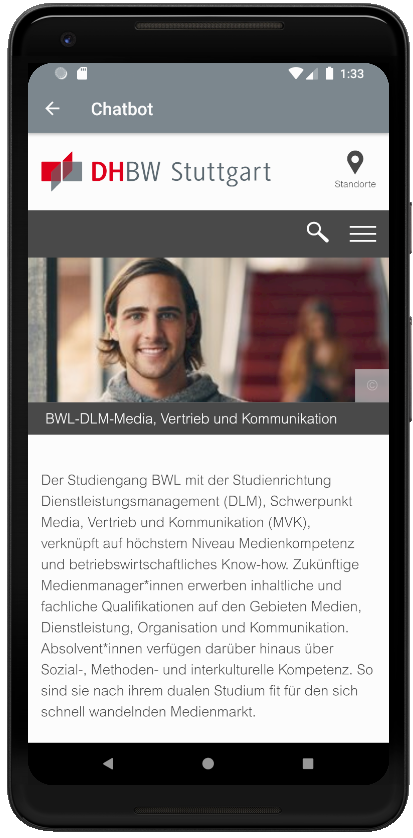 1:33
Chatbot
DHBW Stuttgart
Standorte
©
BWL-DLM-Media, Vertrieb und Kommunikation
Der Studiengang BWL mit der Studienrichtung
Dienstleistungsmanagement (DLM), Schwerpunkt
Media, Vertrieb und Kommunikation (MVK),
verknüpft auf höchstem Niveau Medienkompetenz
und betriebswirtschaftliches Know-how. Zukünftige
Medienmanager*innen erwerben inhaltliche und
fachliche Qualifikationen auf den Gebieten Medien,
Dienstleistung, Organisation und Kommunikation.
Absolvent*innen verfügen darüber hinaus über
Sozial-, Methoden- und interkulturelle Kompetenz. So
sind sie nach ihrem dualen Studium fit für den sich
schnell wandelnden Medienmarkt.